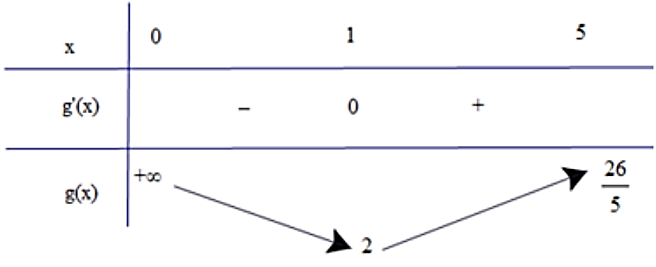 x 0 1 5
g'(x) – 0 +
g(x) +∞ 2 26/5